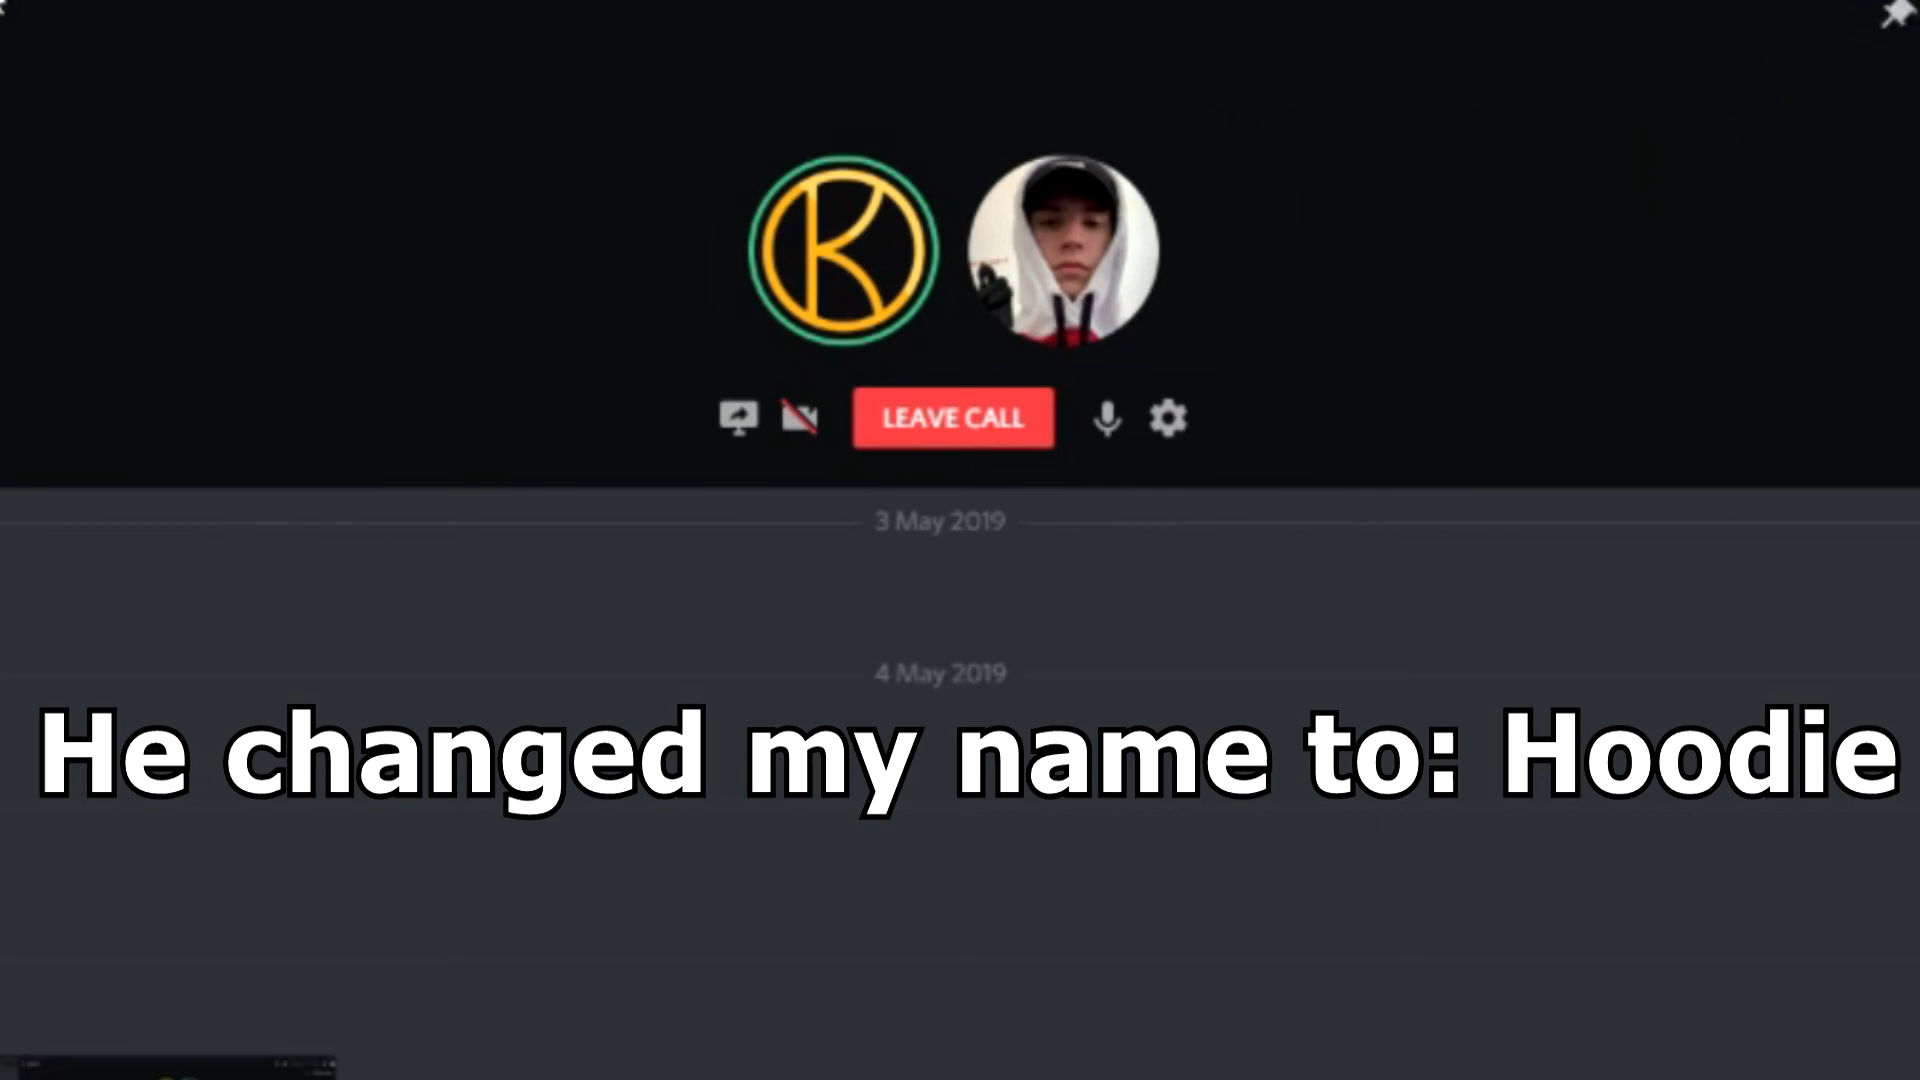 K
LEAVE CALL
3 May 2019
4 May 2019
He changed my name to: Hoodie